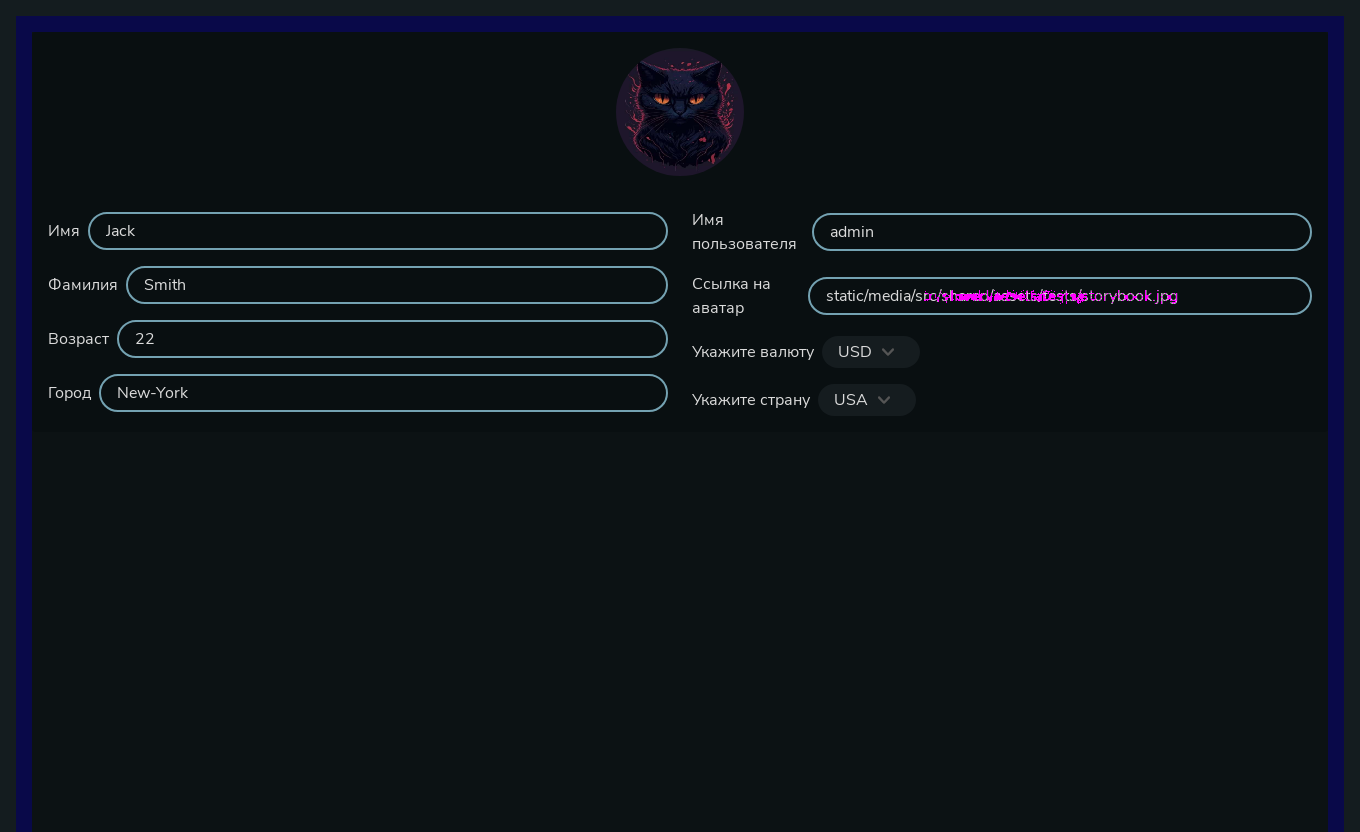 Имя
Jack
Фамилия
Smith
Возраст
22
Город
New-York
Имя
пользователя
admin
Ссылка на
аватар
static/media/src/shared/assets/tests/storybook.jpg
Укажите валюту
USD
Укажите страну
USA